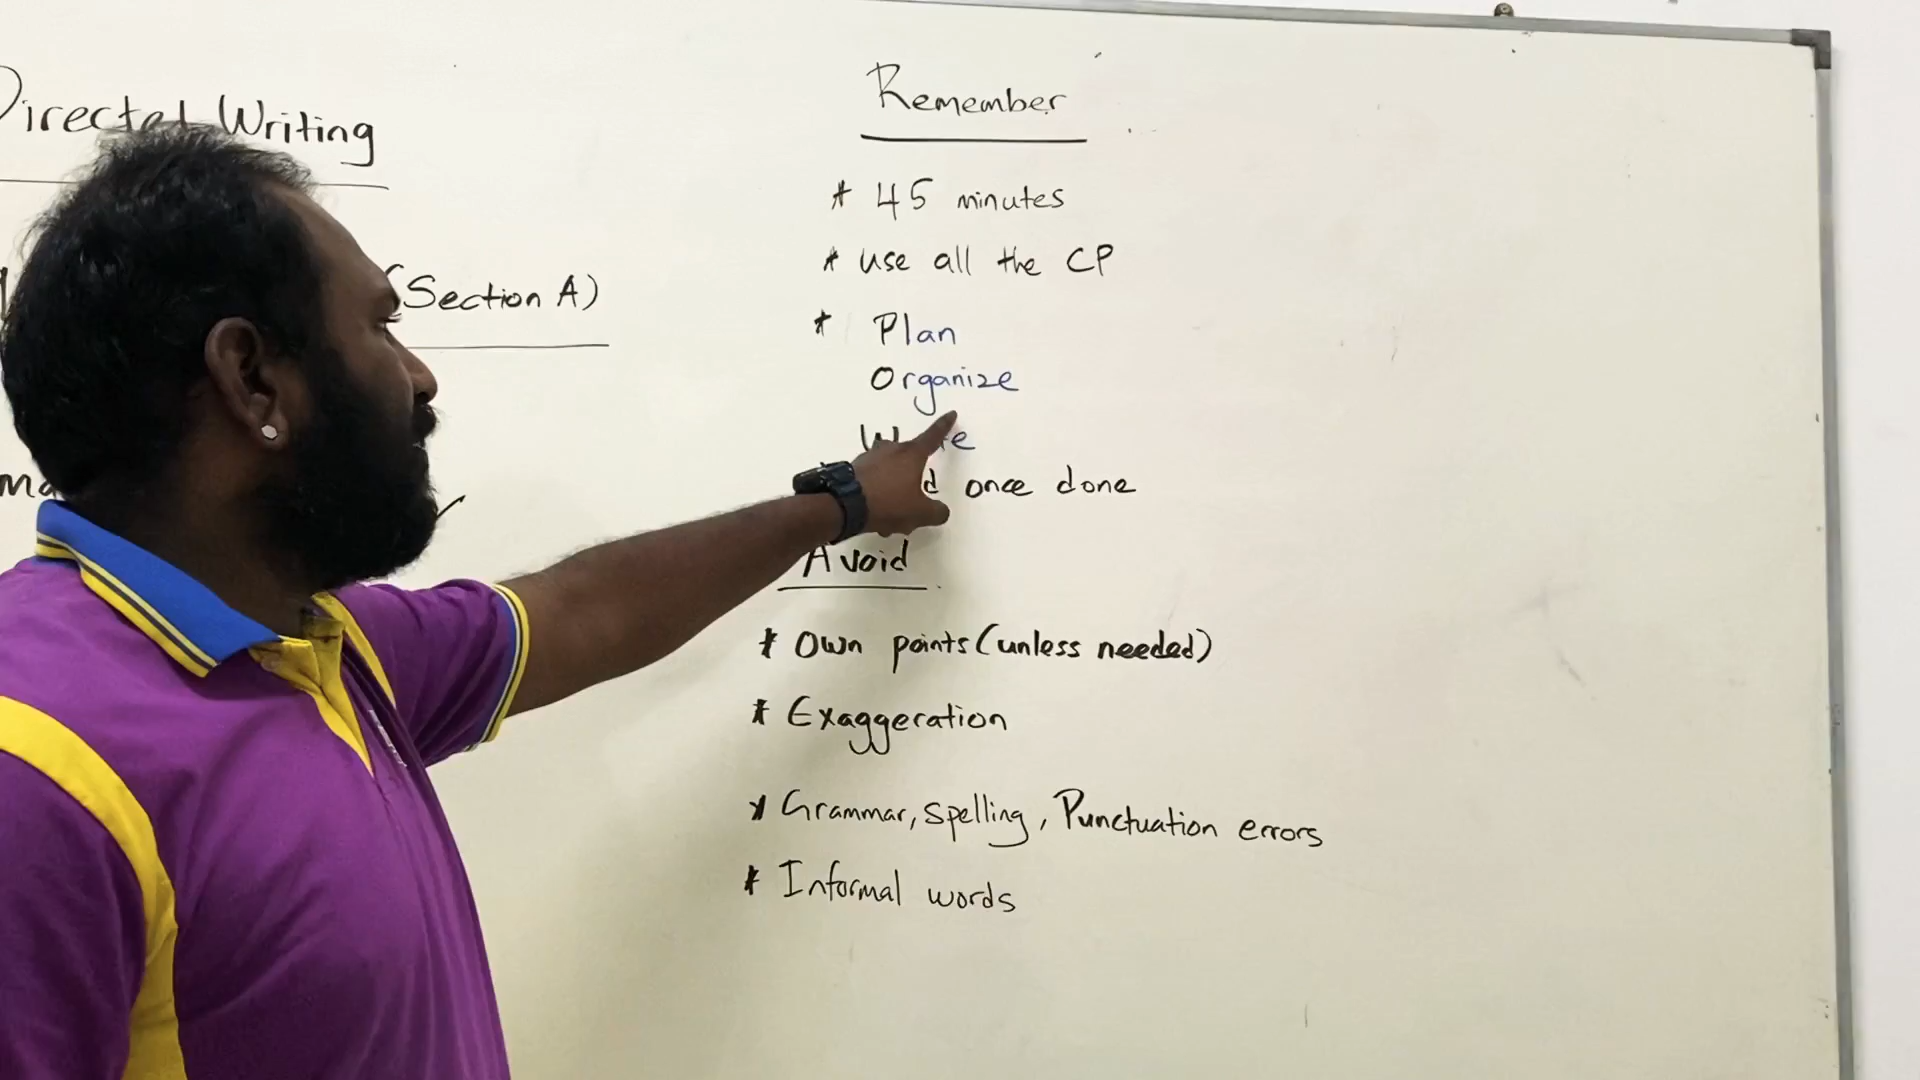 Directed Writing
(Section A)
Remember
* 45 minutes
* use all the CP
* Plan
Organize
once done
Avoid
* Own points (unless needed)
* Exaggeration
* Grammar, spelling, Punctuation errors
* Informal words